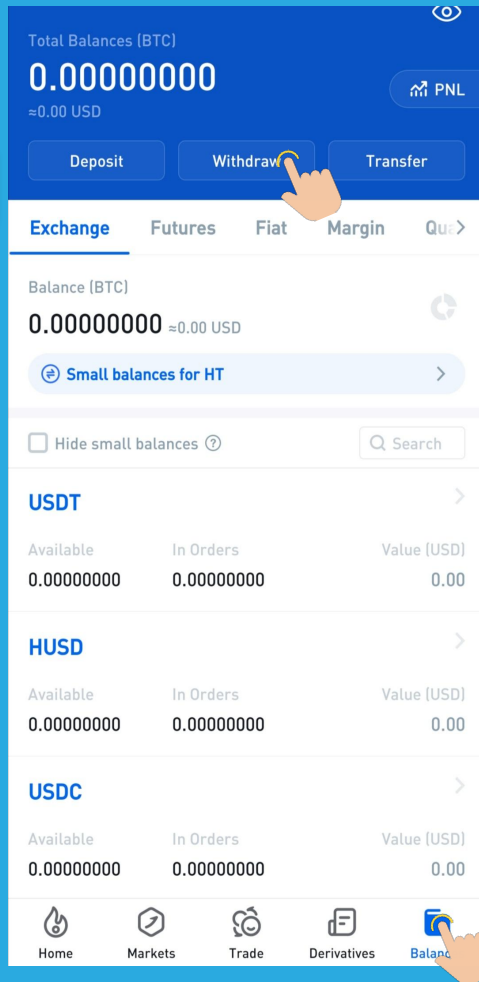 Total Balances (BTC)
0.00000000
≈0.00 USD
PNL
Deposit Withdraw Transfer
Exchange Futures Fiat Margin
Balance (BTC)
0.00000000 ≈0.00 USD
Small balances for HT
Hide small balances ? Search
USDT
Available In Orders Value (USD)
0.00000000 0.00000000 0.00
HUSD
Available In Orders Value (USD)
0.00000000 0.00000000 0.00
USDC
Available In Orders Value (USD)
0.00000000 0.00000000 0.00
Home Markets Trade Derivatives